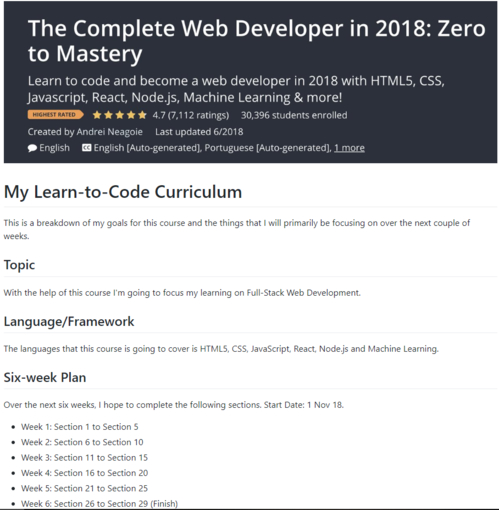 The Complete Web Developer in 2018: Zero
to Mastery
Learn to code and become a web developer in 2018 with HTML5, CSS,
Javascript, React, Node.js, Machine Learning & more!
HIGHEST RATED 4.7 (7,112 ratings) 30,396 students enrolled
Created by Andrei Neagoie Last updated 6/2018
English CC English [Auto-generated], Portuguese [Auto-generated], 1 more
My Learn-to-Code Curriculum
This is a breakdown of my goals for this course and the things that I will primarily be focusing on over the next couple of
weeks.
Topic
With the help of this course I'm going to focus my learning on Full-Stack Web Development.
Language/Framework
The languages that this course is going to cover is HTML5, CSS, JavaScript, React, Node.js and Machine Learning.
Six-week Plan
Over the next six weeks, I hope to complete the following sections. Start Date: 1 Nov 18.
• Week 1: Section 1 to Section 5
• Week 2: Section 6 to Section 10
• Week 3: Section 11 to Section 15
• Week 4: Section 16 to Section 20
• Week 5: Section 21 to Section 25
• Week 6: Section 26 to Section 29 (Finish)